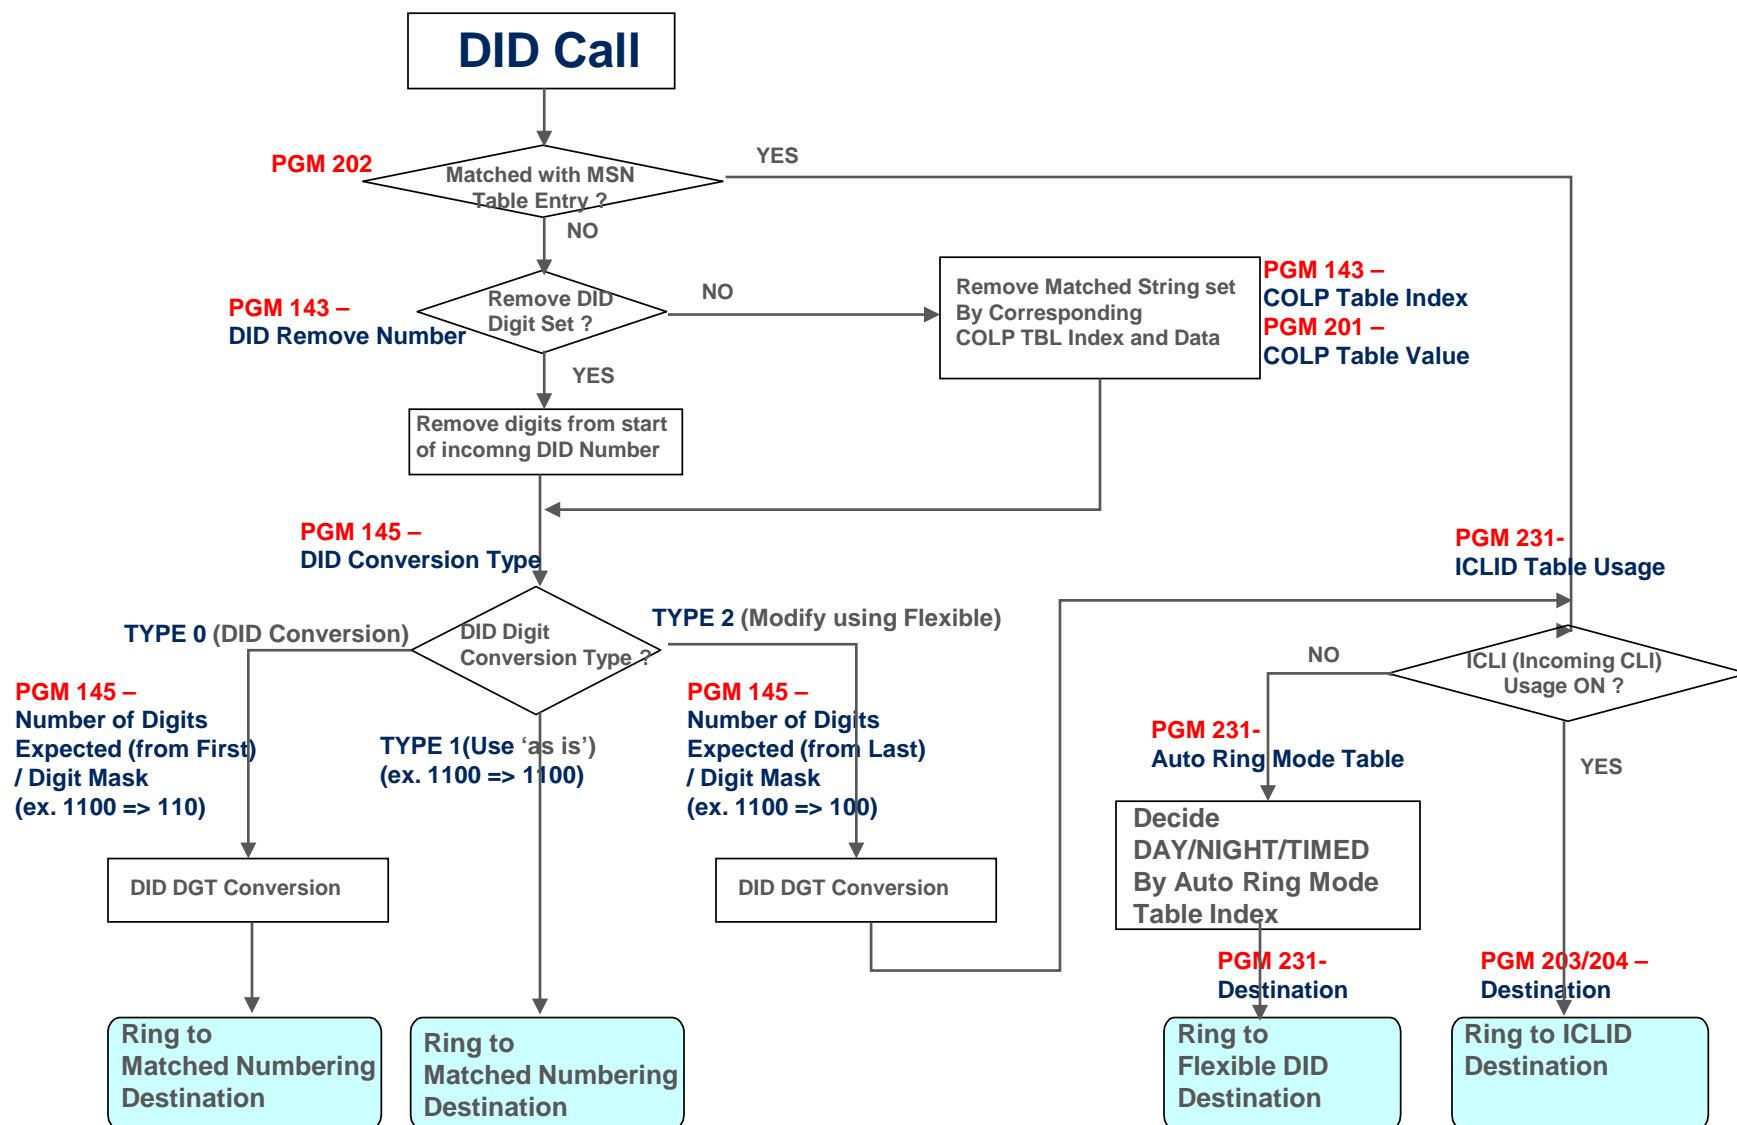 DID Call
PGM 202
Matched with MSN
Table Entry ?
YES
NO
PGM 143 –
DID Remove Number
Remove DID
Digit Set ?
NO
YES
Remove Matched String set
By Corresponding
COLP TBL Index and Data
PGM 143 –
COLP Table Index
PGM 201 –
COLP Table Value
Remove digits from start
of incomng DID Number
PGM 145 –
DID Conversion Type
PGM 231-
ICLID Table Usage
TYPE 0 (DID Conversion)
DID Digit
Conversion Type ?
TYPE 2 (Modify using Flexible)
NO
ICLI (Incoming CLI)
Usage ON ?
YES
PGM 145 –
Number of Digits
Expected (from First)
/ Digit Mask
(ex. 1100 => 110)
TYPE 1(Use ‘as is’)
(ex. 1100 => 1100)
PGM 145 –
Number of Digits
Expected (from Last)
/ Digit Mask
(ex. 1100 => 100)
PGM 231-
Auto Ring Mode Table
Decide
DAY/NIGHT/TIMED
By Auto Ring Mode
Table Index
DID DGT Conversion
DID DGT Conversion
PGM 231-
Destination
PGM 203/204 –
Destination
Ring to
Matched Numbering
Destination
Ring to
Matched Numbering
Destination
Ring to
Flexible DID
Destination
Ring to ICLID
Destination